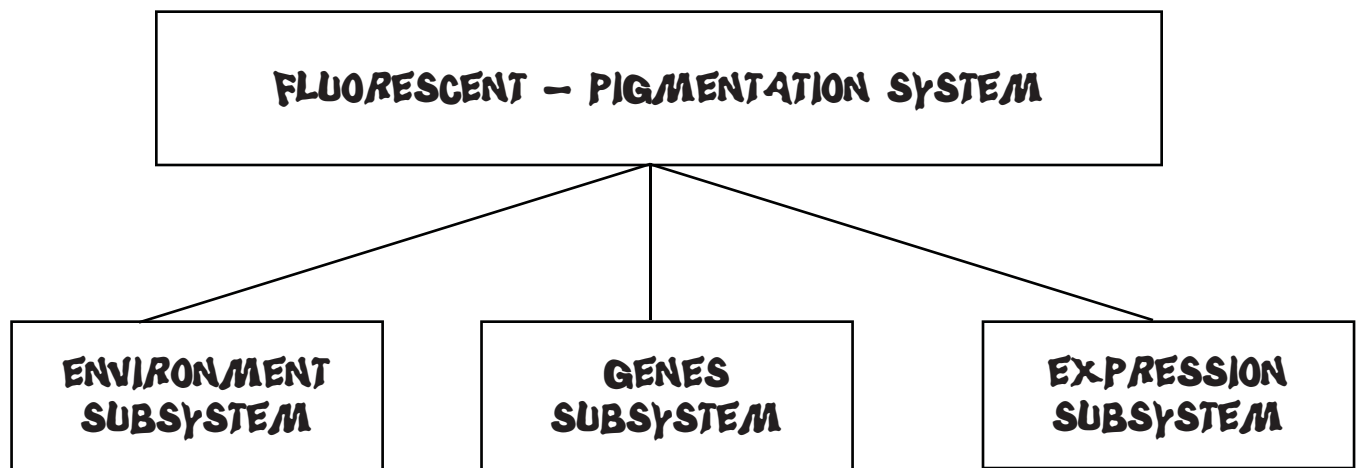 FLUORESCENT – PIGMENTATION SYSTEM
ENVIRONMENT
SUBSYSTEM
GENES
SUBSYSTEM
EXPRESSION
SUBSYSTEM